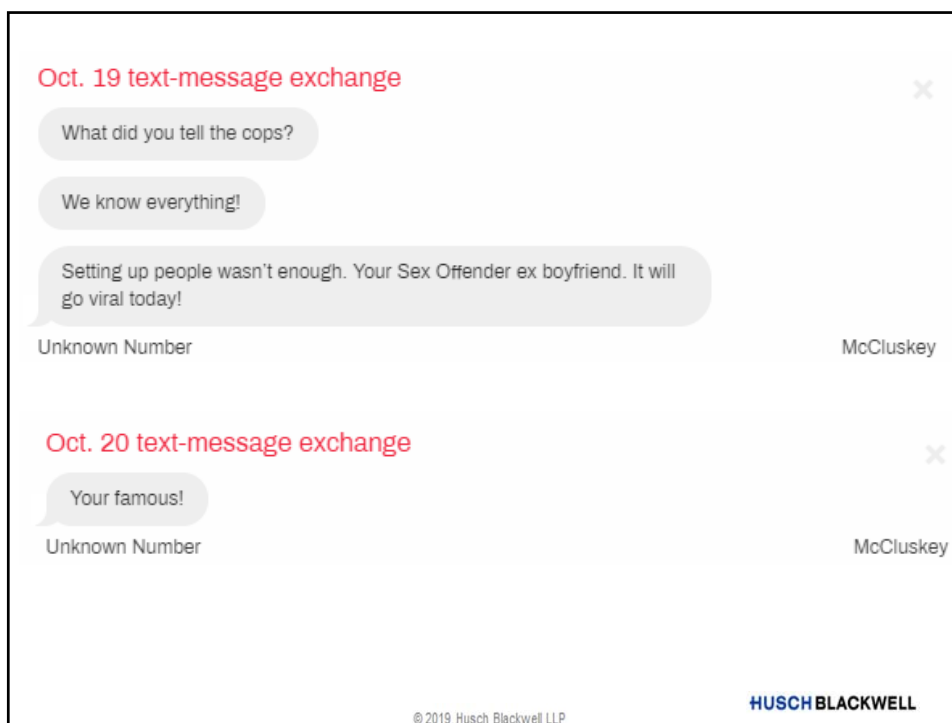 Oct. 19 text-message exchange
What did you tell the cops?
We know everything!
Setting up people wasn't enough. Your Sex Offender ex boyfriend. It will
go viral today!
Unknown Number McCluskey
Oct. 20 text-message exchange
Your famous!
Unknown Number McCluskey
© 2019 Husch Blackwell LLP
HUSCH BLACKWELL